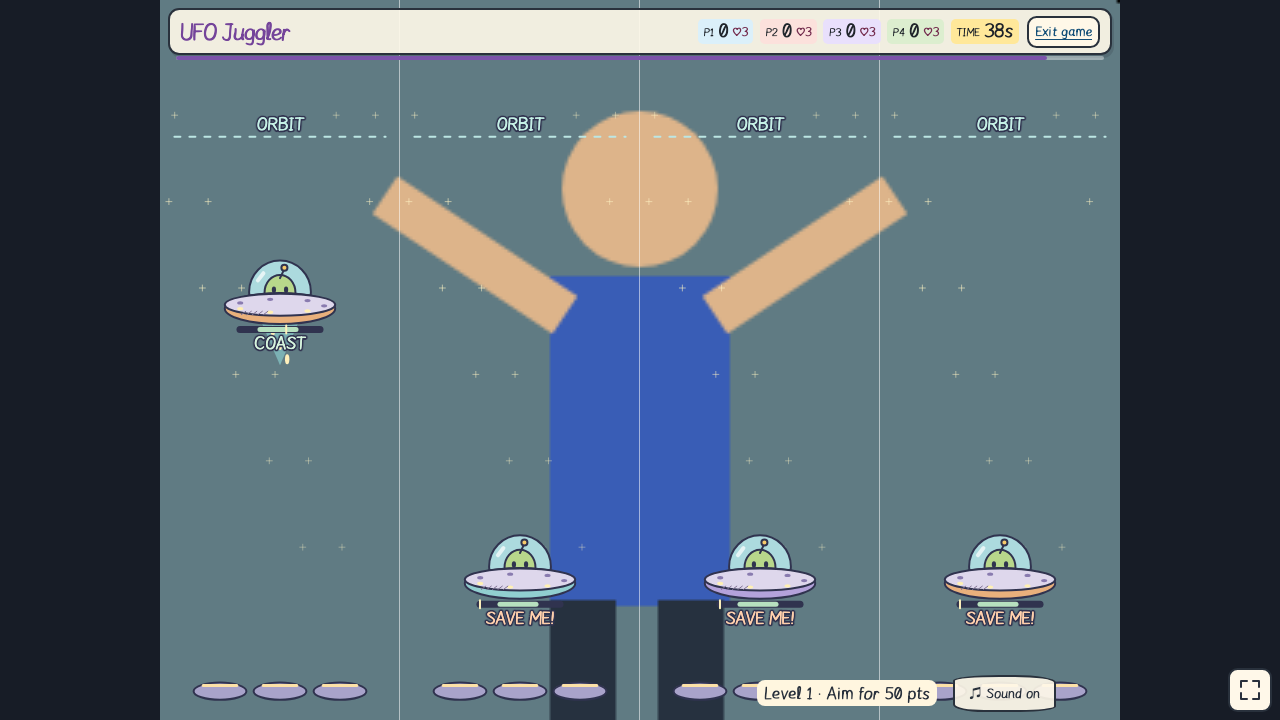 UFO Juggler
P1 0 ♡3 P2 0 ♡3 P3 0 ♡3 P4 0 ♡3 TIME 38s Exit game
ORBIT ORBIT ORBIT ORBIT
COAST
SAVE ME! SAVE ME! SAVE ME!
Level 1 · Aim for 50 pts
♫ Sound on